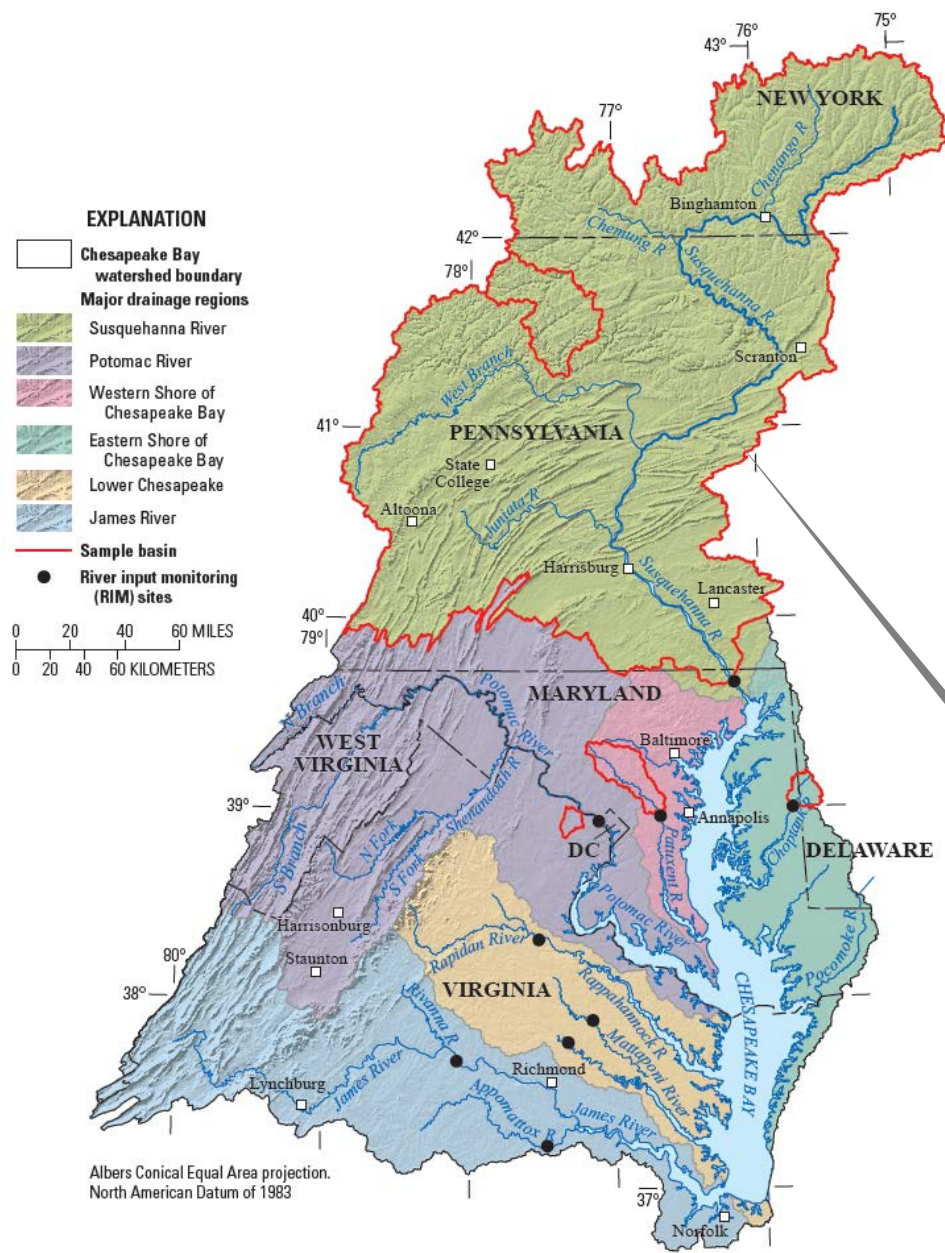 75°
76°
43°
NEW YORK
77°
Chenango R
Binghamton
Chemung R
42°
78°
Susquehanna R.
Scranton
EXPLANATION
Chesapeake Bay
watershed boundary
Major drainage regions
Susquehanna River
Potomac River
Western Shore of
Chesapeake Bay
Eastern Shore of
Chesapeake Bay
Lower Chesapeake
James River
Sample basin
River input monitoring
(RIM) sites
0 20 40 60 MILES
0 20 40 60 KILOMETERS
West Branch
41°
PENNSYLVANIA
State
College
Altoona
Juniata R
Harrisburg
Susquehanna R
Lancaster
40°
79°
MARYLAND
N Branch
Potomac River
WEST
VIRGINIA
Baltimore
39°
Shenandoah R
Annapolis
N Fork
S Fork
DC
Patuxent R
Choptank R
DELAWARE
S Branch
Harrisonburg
Potomac River
Pocomoke R
Staunton
80°
38°
Rapidan River
VIRGINIA
Rappahannock R
CHESAPEAKE BAY
Rivanna R
Mattaponi River
Richmond
Lynchburg
James River
Appomattox R
James River
Albers Conical Equal Area projection.
North American Datum of 1983
37°
Norfolk